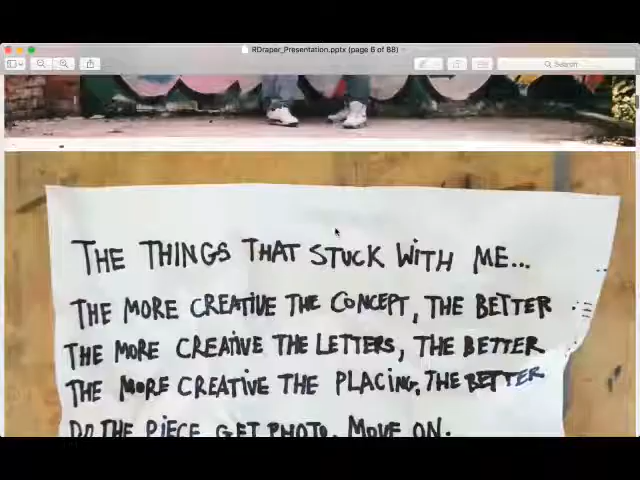 RDraper_Presentation.pptx (page 6 of 88)
Search
THE THINGS THAT STUCK WITH ME...
THE MORE CREATIVE THE CONCEPT, THE BETTER
THE MORE CREATIVE THE LETTERS, THE BETTER
THE MORE CREATIVE THE PLACING, THE BETTER
DO THE PIECE GET PHOTO, MOVE ON.